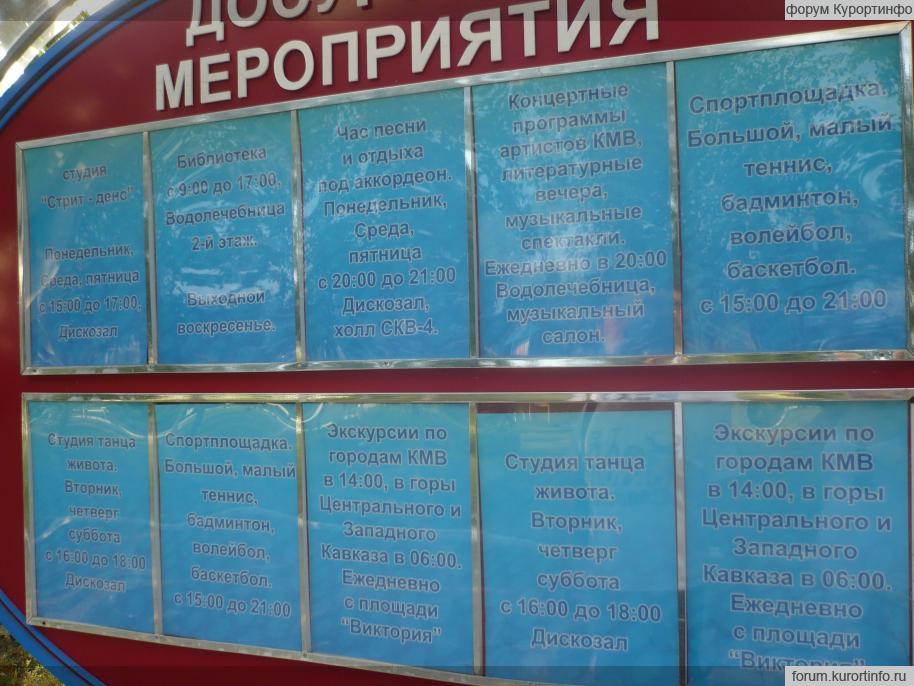 форум Курортинфо
МЕРОПРИЯТИЯ
студия
"Стрит - денс"
Понедельник,
Среда, пятница
с 15:00 до 17:00,
Дискозал
Библиотека
с 9:00 до 17:00,
Водолечебница
2-й этаж.
Выходной
воскресенье.
Час песни
и отдыха
под аккордеон.
Понедельник,
Среда,
пятница
с 20:00 до 21:00
Дискозал,
холл СКВ-4.
Концертные
программы
артистов КМВ,
литературные
вечера,
музыкальные
спектакли.
Ежедневно в 20:00
Водолечебница,
музыкальный
салон.
Спортплощадка.
Большой, малый
теннис,
бадминтон,
волейбол,
баскетбол.
с 15:00 до 21:00
Студия танца
живота.
Вторник,
четверг
суббота
с 16:00 до 18:00
Дискозал
Спортплощадка.
Большой, малый
теннис,
бадминтон,
волейбол,
баскетбол.
с 15:00 до 21:00
Экскурсии по
городам КМВ
в 14:00, в горы
Центрального и
Западного
Кавказа в 06:00.
Ежедневно
с площади
"Виктория"
Студия танца
живота.
Вторник,
четверг
суббота
с 16:00 до 18:00
Дискозал
Экскурсии по
городам КМВ
в 14:00, в горы
Центрального и
Западного
Кавказа в 06:00.
Ежедневно
с площади
"Виктория"
forum.kurortinfo.ru